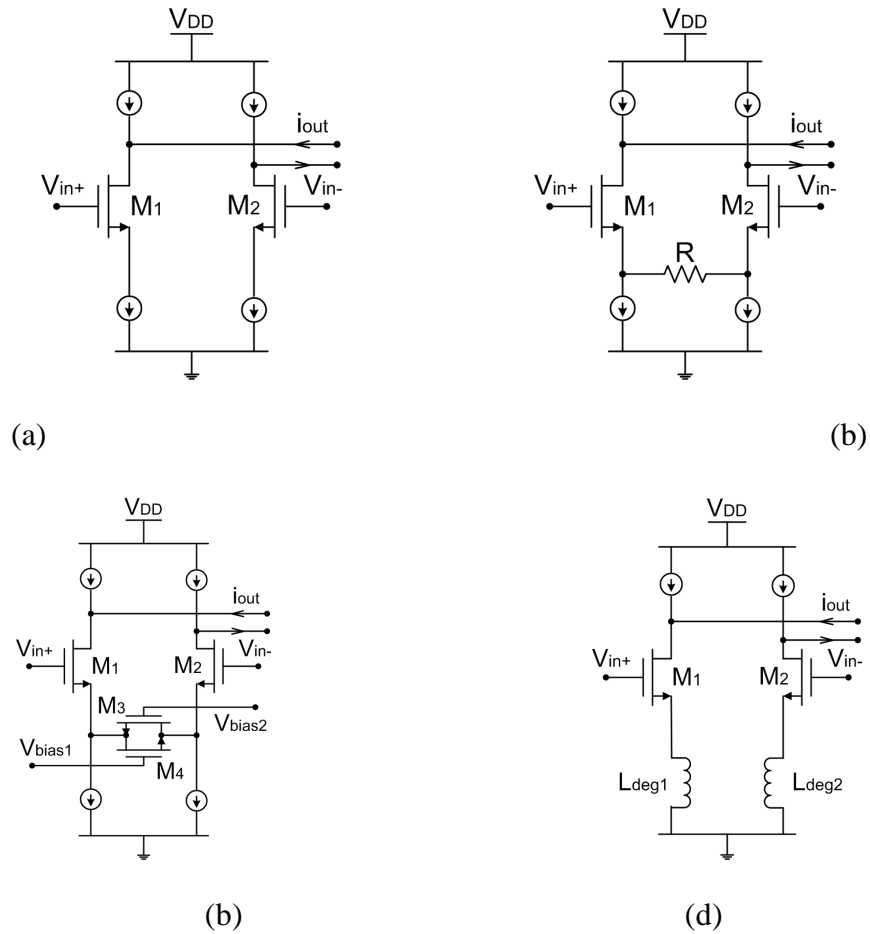 VDD VDD
iout iout
Vin+ M1 M2 Vin- Vin+ M1 M2 Vin-
R
(a) (b)
VDD VDD
iout iout
Vin+ M1 M2 Vin- Vin+ M1 M2 Vin-
M3
Vbias1 Vbias2
M4 Ldeg1 Ldeg2
(b) (d)